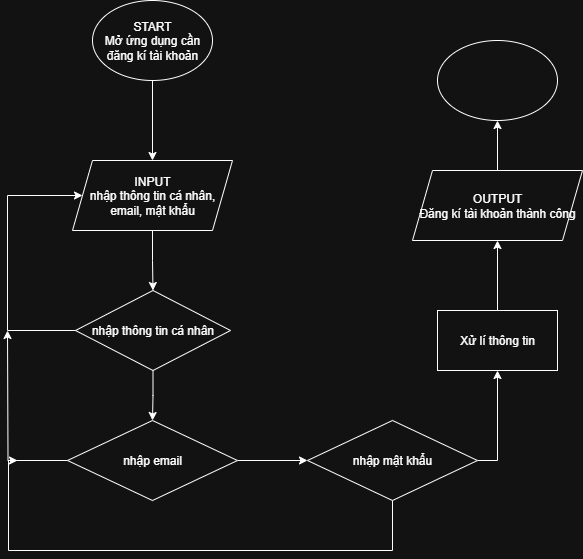 START
Mở ứng dụng cần
đăng kí tài khoản
INPUT
nhập thông tin cá nhân,
email, mật khẩu
nhập thông tin cá nhân
nhập email
nhập mật khẩu
Xử lí thông tin
OUTPUT
Đăng kí tài khoản thành công